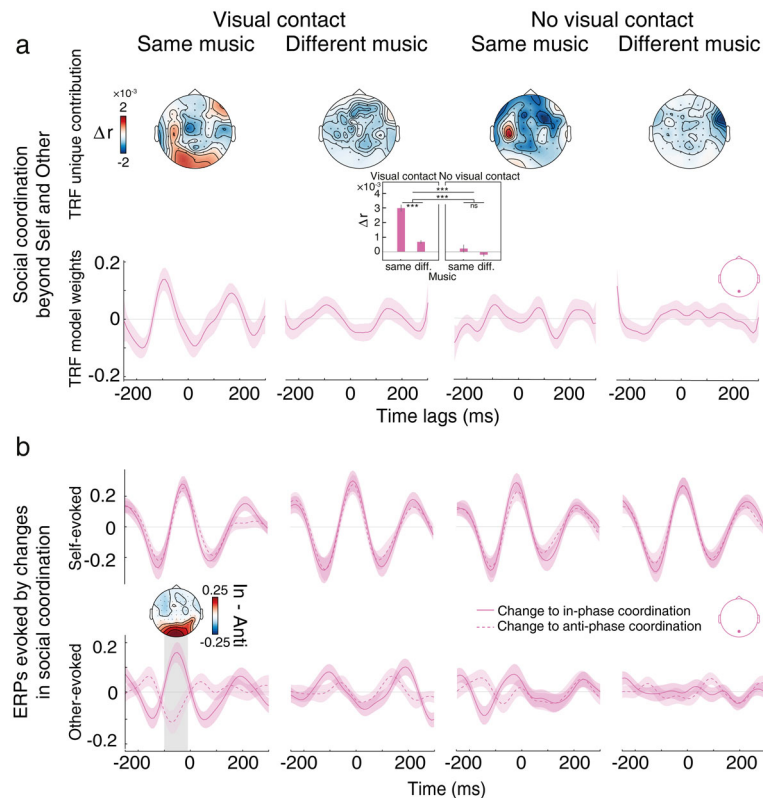 Visual contact
No visual contact
a
Same music
Different music
Same music
Different music
Social coordination
beyond Self and Other
TRF unique contribution
×10⁻³
2
Δr
-2
Visual contact
No visual contact
×10⁻³
4
3
2
1
0
Δr
***
***
***
ns
same diff.
same diff.
Music
TRF model weights
0.2
0
-0.2
-200 0 200
-200 0 200
-200 0 200
-200 0 200
Time lags (ms)
b
ERPs evoked by changes
in social coordination
Self-evoked
0.2
0
-0.2
0.25
-0.25
In - Anti
Change to in-phase coordination
Change to anti-phase coordination
Other-evoked
0.2
0
-0.2
-200 0 200
-200 0 200
-200 0 200
-200 0 200
Time (ms)